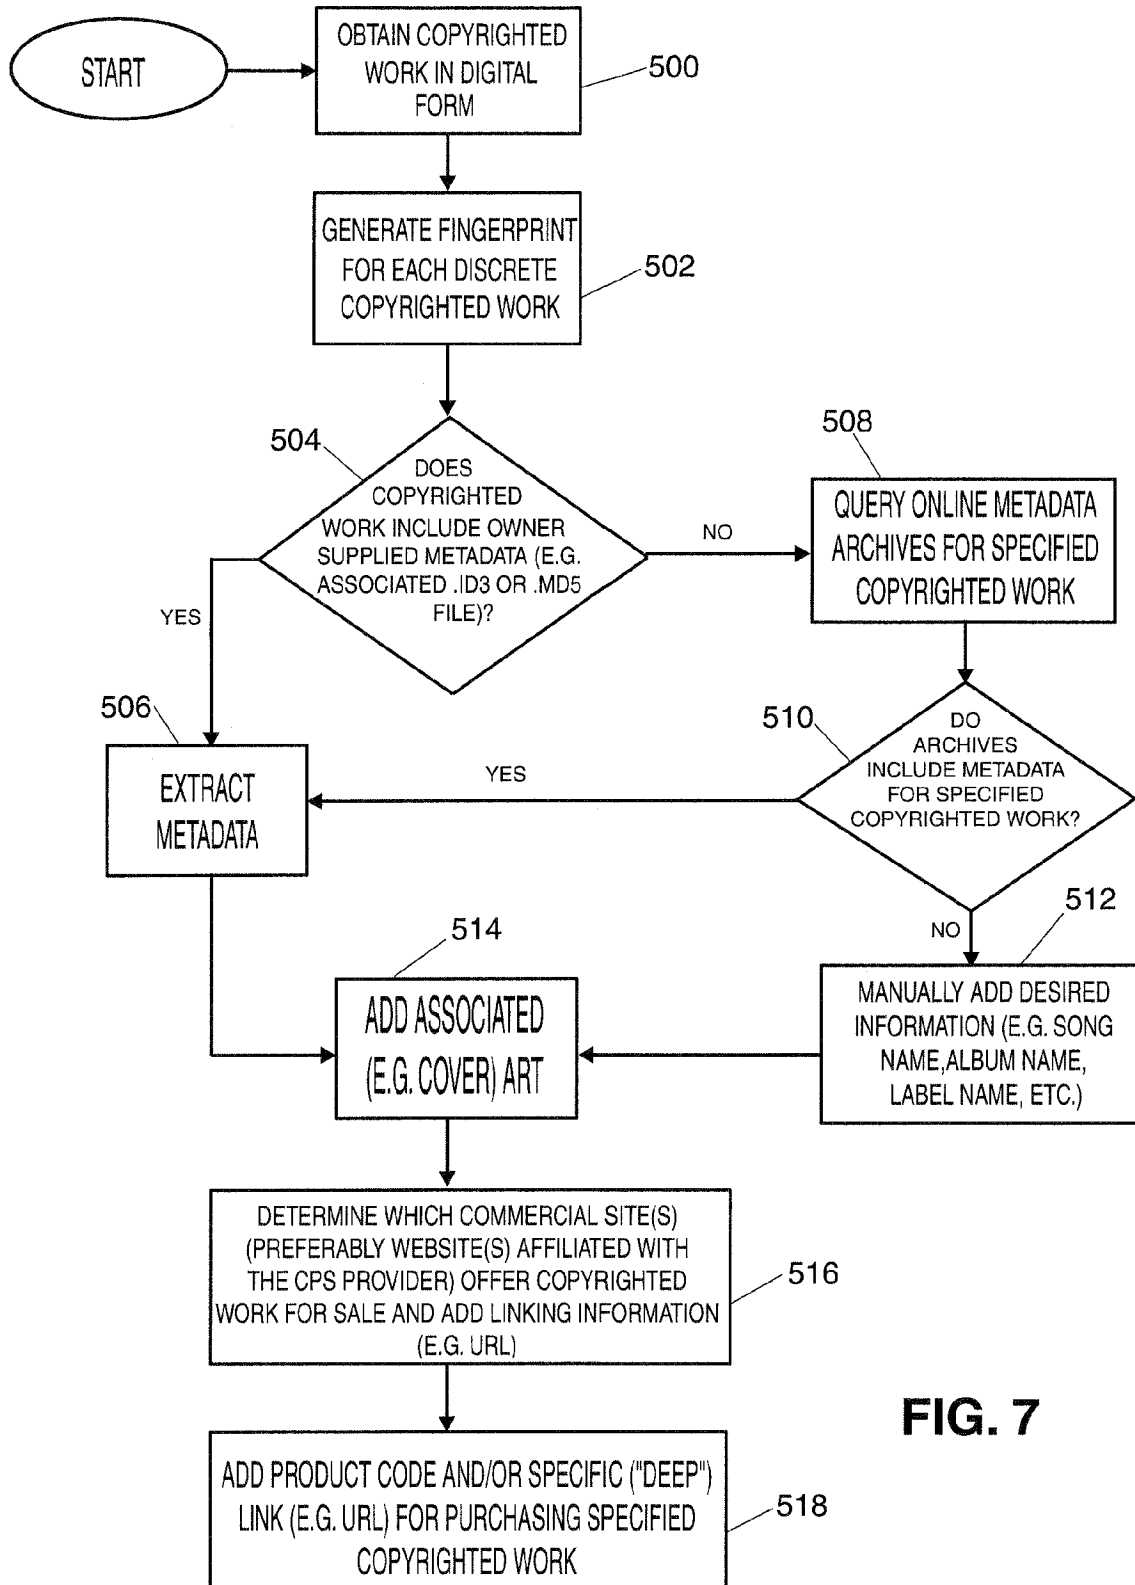 START
OBTAIN COPYRIGHTED
WORK IN DIGITAL
FORM
500
GENERATE FINGERPRINT
FOR EACH DISCRETE
COPYRIGHTED WORK
502
504
DOES
COPYRIGHTED
WORK INCLUDE OWNER
SUPPLIED METADATA (E.G.
ASSOCIATED .ID3 OR .MD5
FILE)?
NO
YES
508
QUERY ONLINE METADATA
ARCHIVES FOR SPECIFIED
COPYRIGHTED WORK
506
EXTRACT
METADATA
510
DO
ARCHIVES
INCLUDE METADATA
FOR SPECIFIED
COPYRIGHTED WORK?
YES
NO
512
MANUALLY ADD DESIRED
INFORMATION (E.G. SONG
NAME,ALBUM NAME,
LABEL NAME, ETC.)
514
ADD ASSOCIATED
(E.G. COVER) ART
DETERMINE WHICH COMMERCIAL SITE(S)
(PREFERABLY WEBSITE(S) AFFILIATED WITH
THE CPS PROVIDER) OFFER COPYRIGHTED
WORK FOR SALE AND ADD LINKING INFORMATION
(E.G. URL)
516
ADD PRODUCT CODE AND/OR SPECIFIC ("DEEP")
LINK (E.G. URL) FOR PURCHASING SPECIFIED
COPYRIGHTED WORK
518
FIG. 7